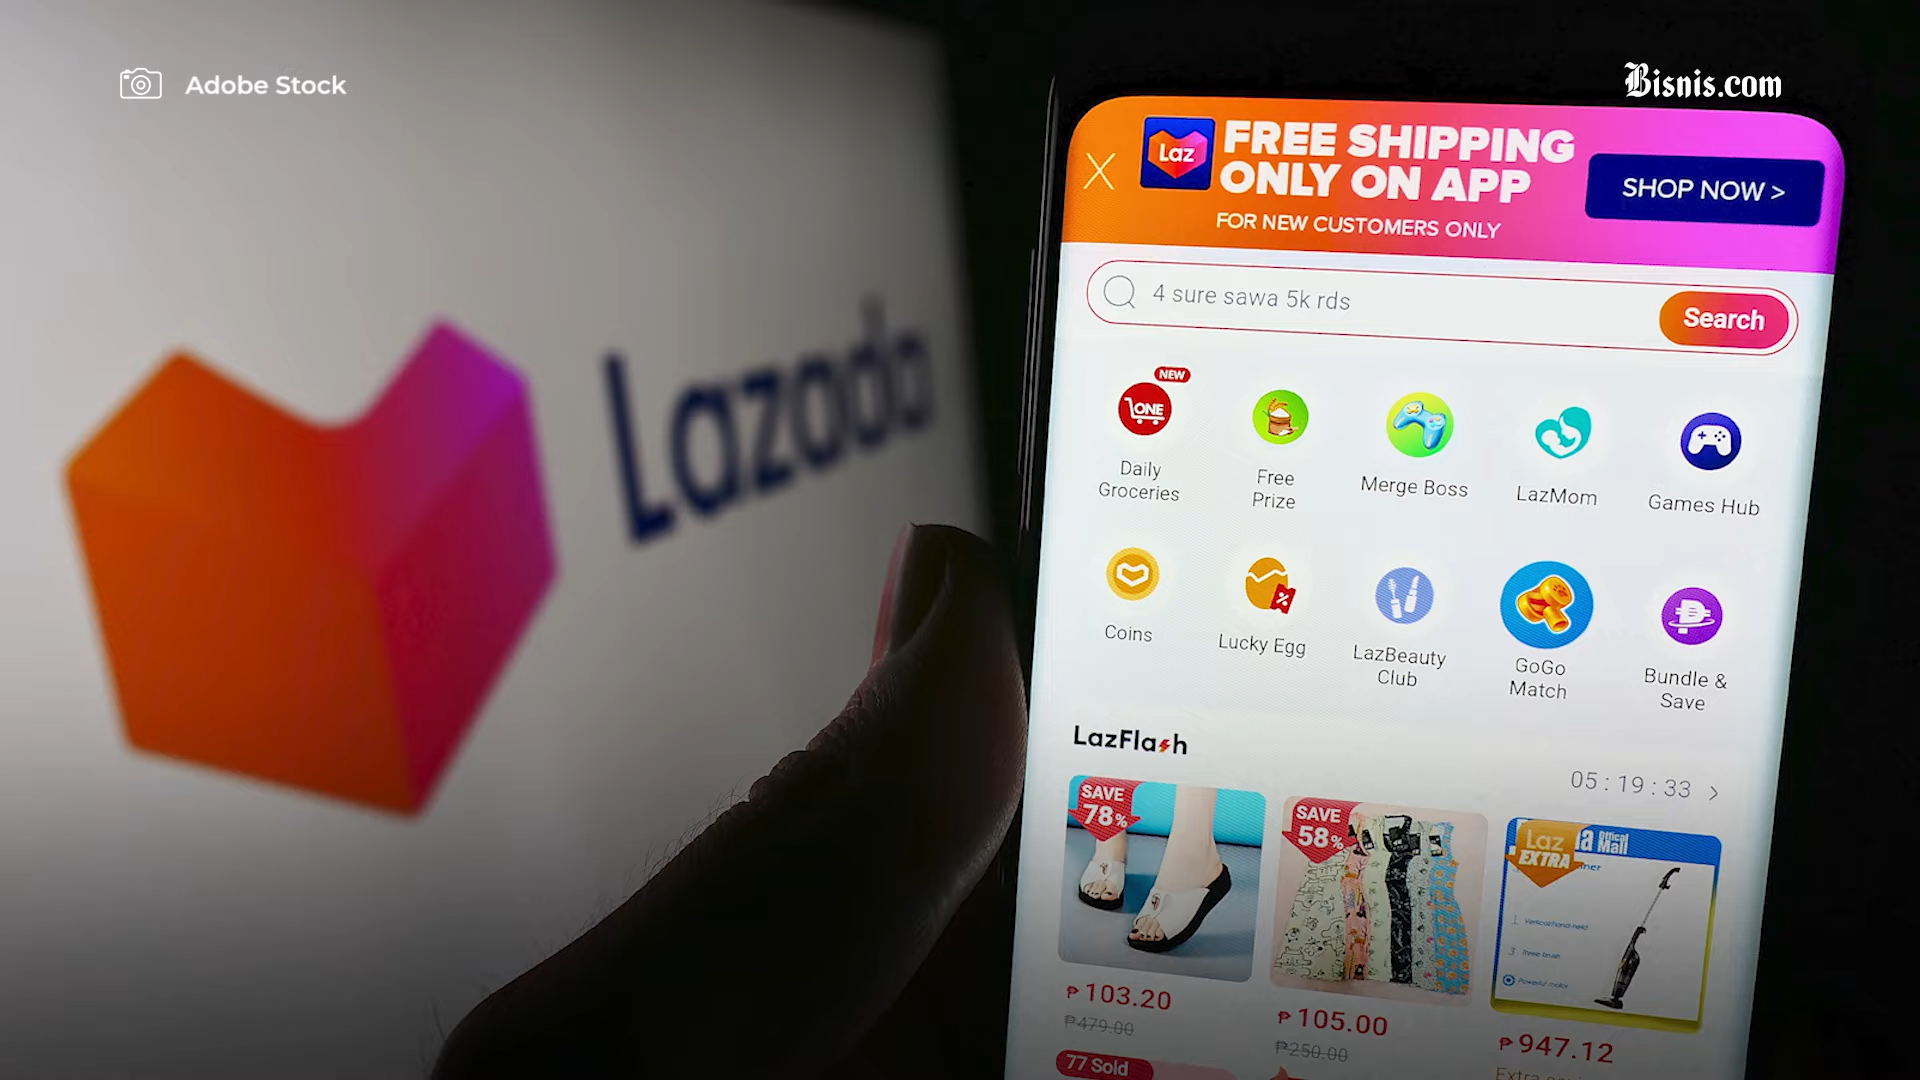 Adobe Stock
Bisnis.com
Lazada
Laz
FREE SHIPPING
ONLY ON APP
FOR NEW CUSTOMERS ONLY
SHOP NOW >
4 sure sawa 5k rds
Search
NEW
ONE
Daily
Groceries
Free
Prize
Merge Boss
LazMom
Games Hub
Coins
Lucky Egg
LazBeauty
Club
GoGo
Match
Bundle &
Save
LazFlash
05 : 19 : 33
SAVE
78%
SAVE
58%
Laz
EXTRA
Mall
Powerful motor
₱ 103.20
₱479.00
₱ 105.00
₱250.00
₱ 947.12
77 Sold